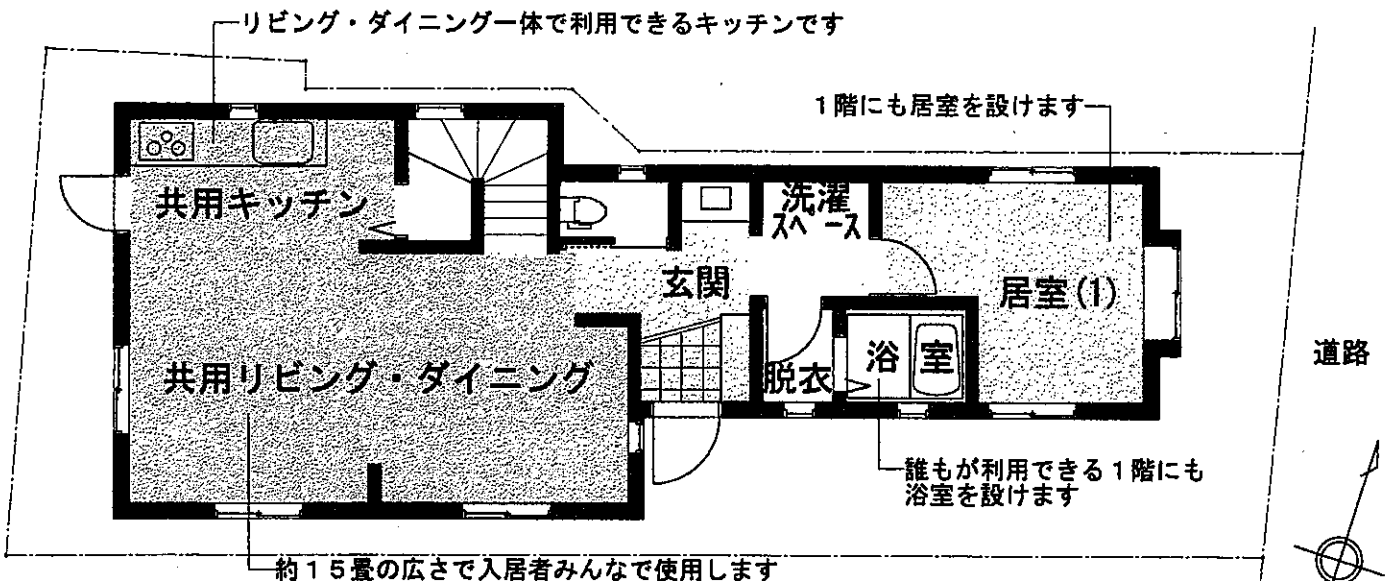 リビング・ダイニング一体で利用できるキッチンです
1階にも居室を設けます
共用キッチン
洗濯
スペース
玄関
居室(1)
道路
共用リビング・ダイニング
脱衣
浴室
誰もが利用できる1階にも
浴室を設けます
約15畳の広さで入居者みんなで使用します